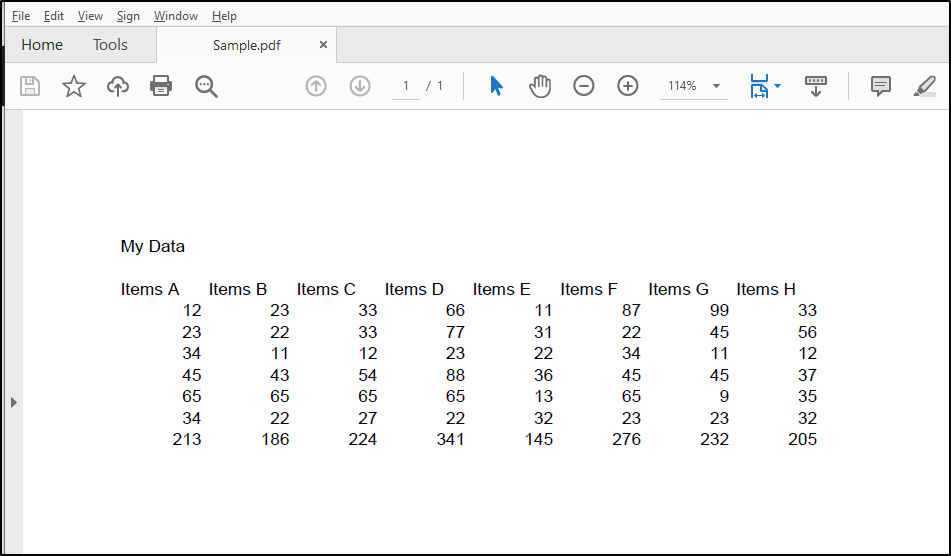 File Edit View Sign Window Help
Home Tools Sample.pdf ×
1 / 1 114%
My Data
Items A Items B Items C Items D Items E Items F Items G Items H
12 23 33 66 11 87 99 33
23 22 33 77 31 22 45 56
34 11 12 23 22 34 11 12
45 43 54 88 36 45 45 37
65 65 65 65 13 65 9 35
34 22 27 22 32 23 23 32
213 186 224 341 145 276 232 205